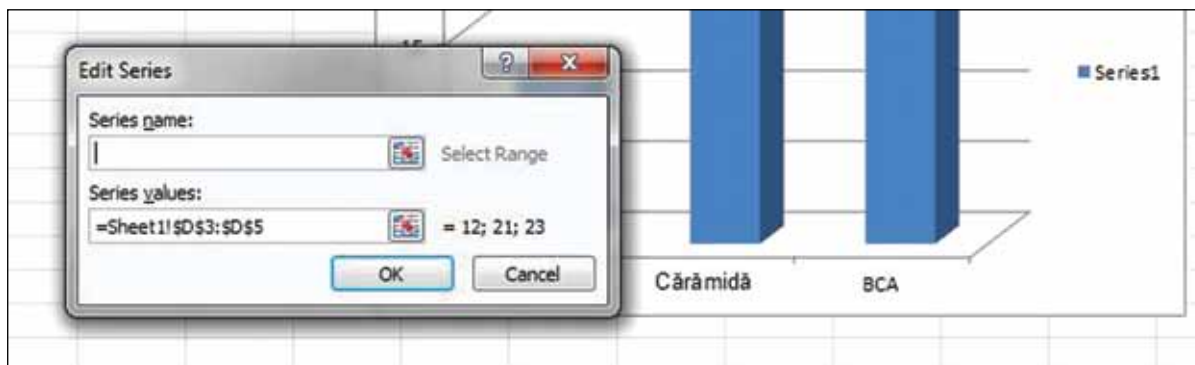 15
Edit Series
Series name:
Select Range
Series values:
=Sheet1!$D$3:$D$5
= 12; 21; 23
OK
Cancel
Series1
Cărămidă
BCA